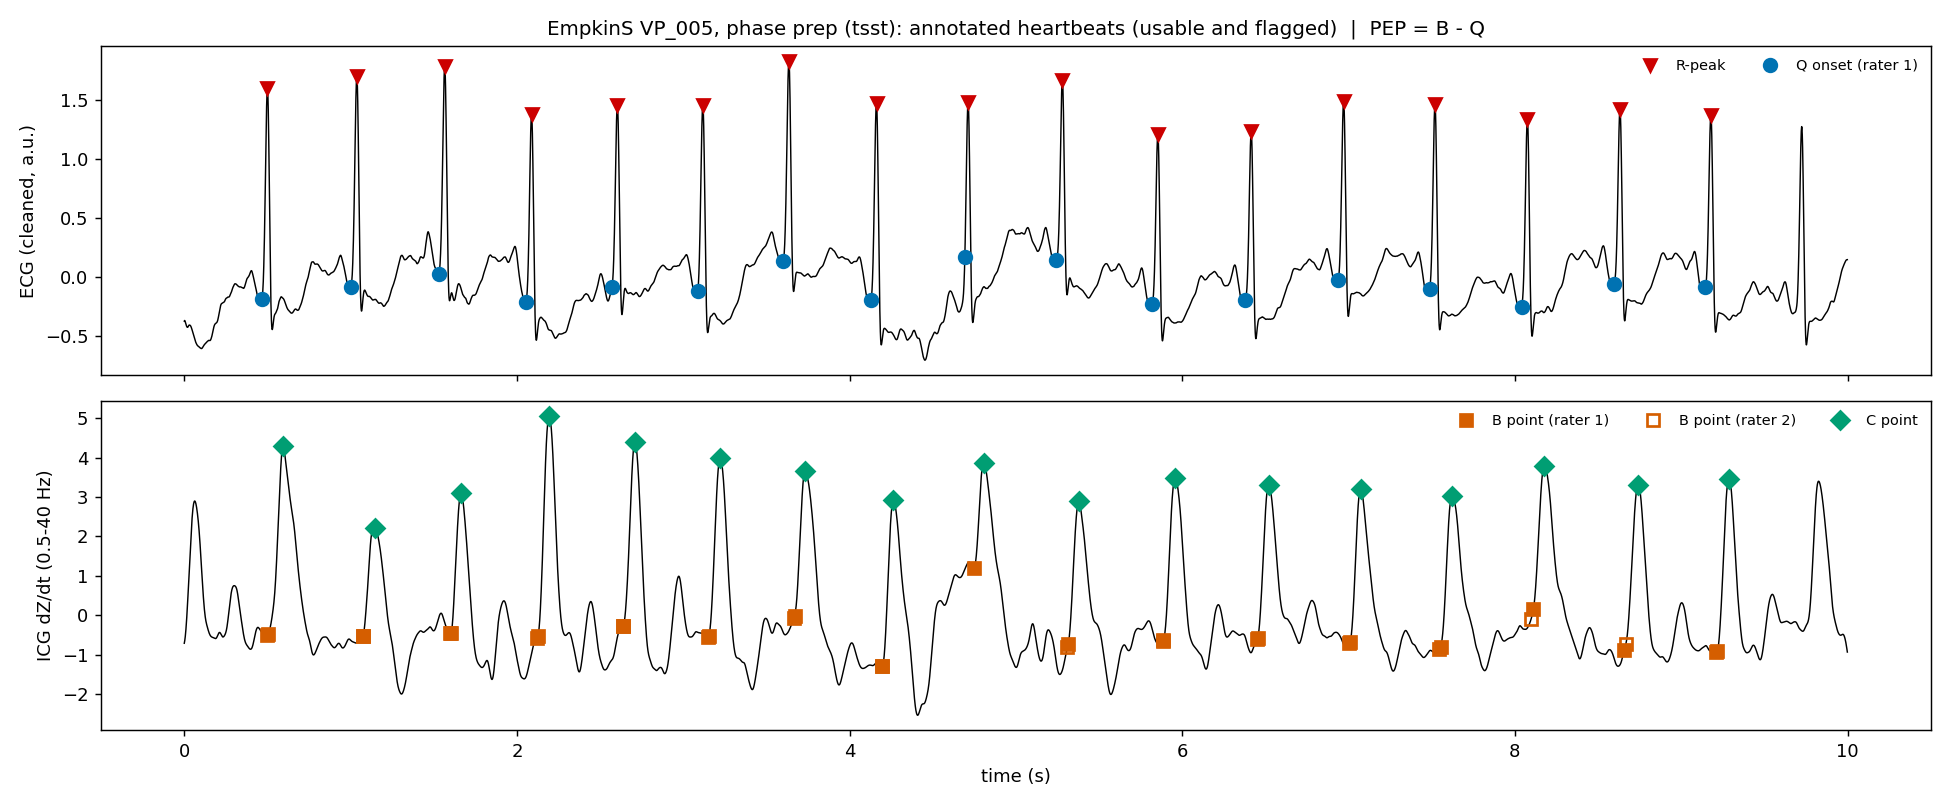 EmpkinS VP_005, phase prep (tsst): annotated heartbeats (usable and flagged)  |  PEP = B - Q
R-peak
Q onset (rater 1)
ECG (cleaned, a.u.)
1.5
1.0
0.5
0.0
−0.5
B point (rater 1)
B point (rater 2)
C point
ICG dZ/dt (0.5-40 Hz)
5
4
3
2
1
0
−1
−2
0
2
4
6
8
10
time (s)